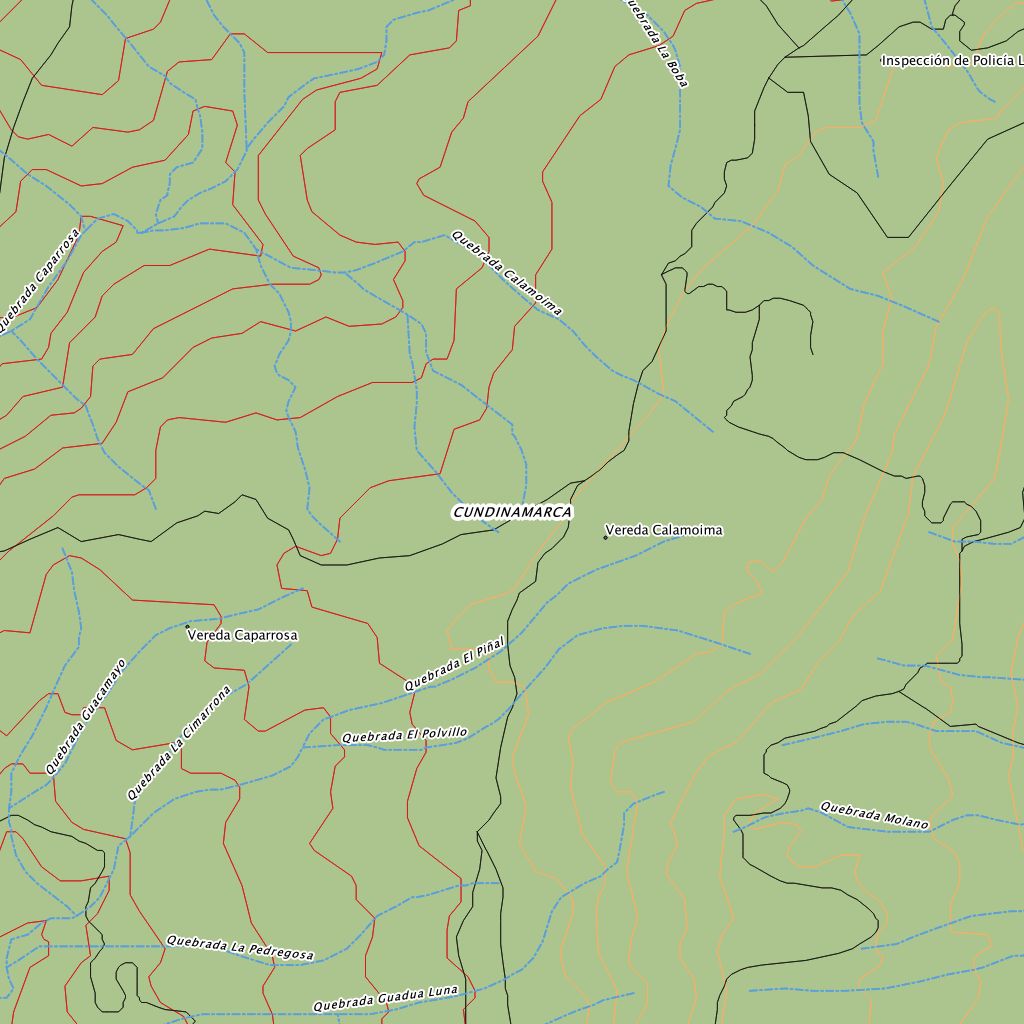 Quebrada La Boba
Inspección de Policía L
Quebrada Caparrosa
Quebrada Calamoima
CUNDINAMARCA
Vereda Calamoima
Vereda Caparrosa
Quebrada El Piñal
Quebrada Guacamayo
Quebrada La Cimarrona
Quebrada El Polvillo
Quebrada Molano
Quebrada La Pedregosa
Quebrada Guadua Luna